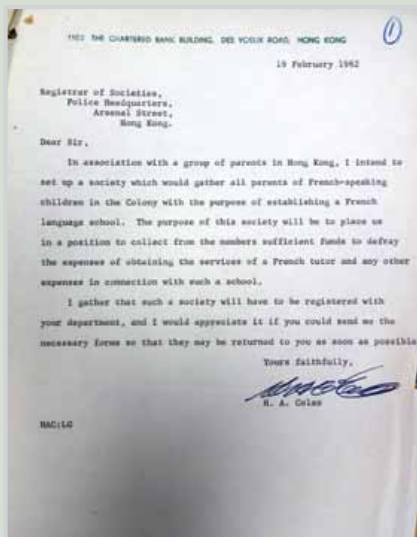 1103 THE CHARTERED BANK BUILDING, DES VOEUX ROAD, HONG KONG
1
19 February 1962
Registrar of Societies,
Police Headquarters,
Arsenal Street,
Hong Kong.
Dear Sir,
In association with a group of parents in Hong Kong, I intend to
set up a society which would gather all parents of French-speaking
children in the Colony with the purpose of establishing a French
language school. The purpose of this society will be to place us
in a position to collect from the members sufficient funds to defray
the expenses of obtaining the services of a French tutor and any other
expenses in connection with such a school.
I gather that such a society will have to be registered with
your department, and I would appreciate it if you could send me the
necessary forms so that they may be returned to you as soon as possible
Yours faithfully,
H. A. Colas
HAC:LG